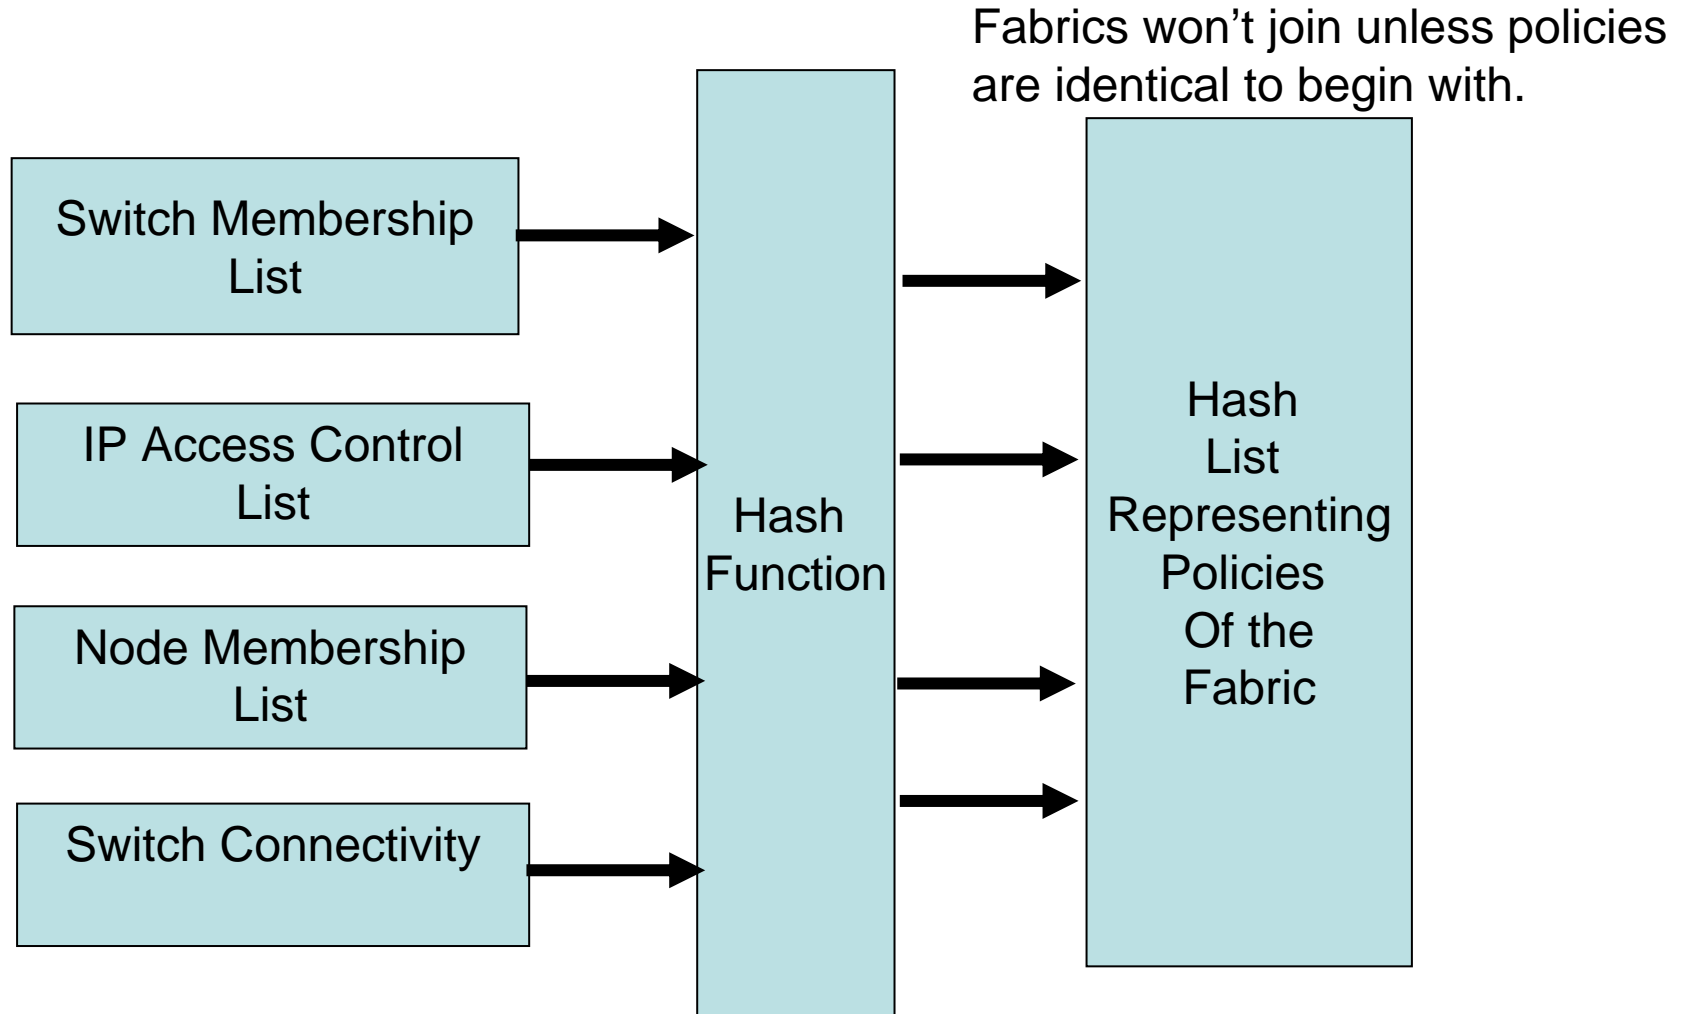 Fabrics won’t join unless policies
are identical to begin with.
Switch Membership
List
IP Access Control
List
Node Membership
List
Switch Connectivity
Hash
Function
Hash
List
Representing
Policies
Of the
Fabric